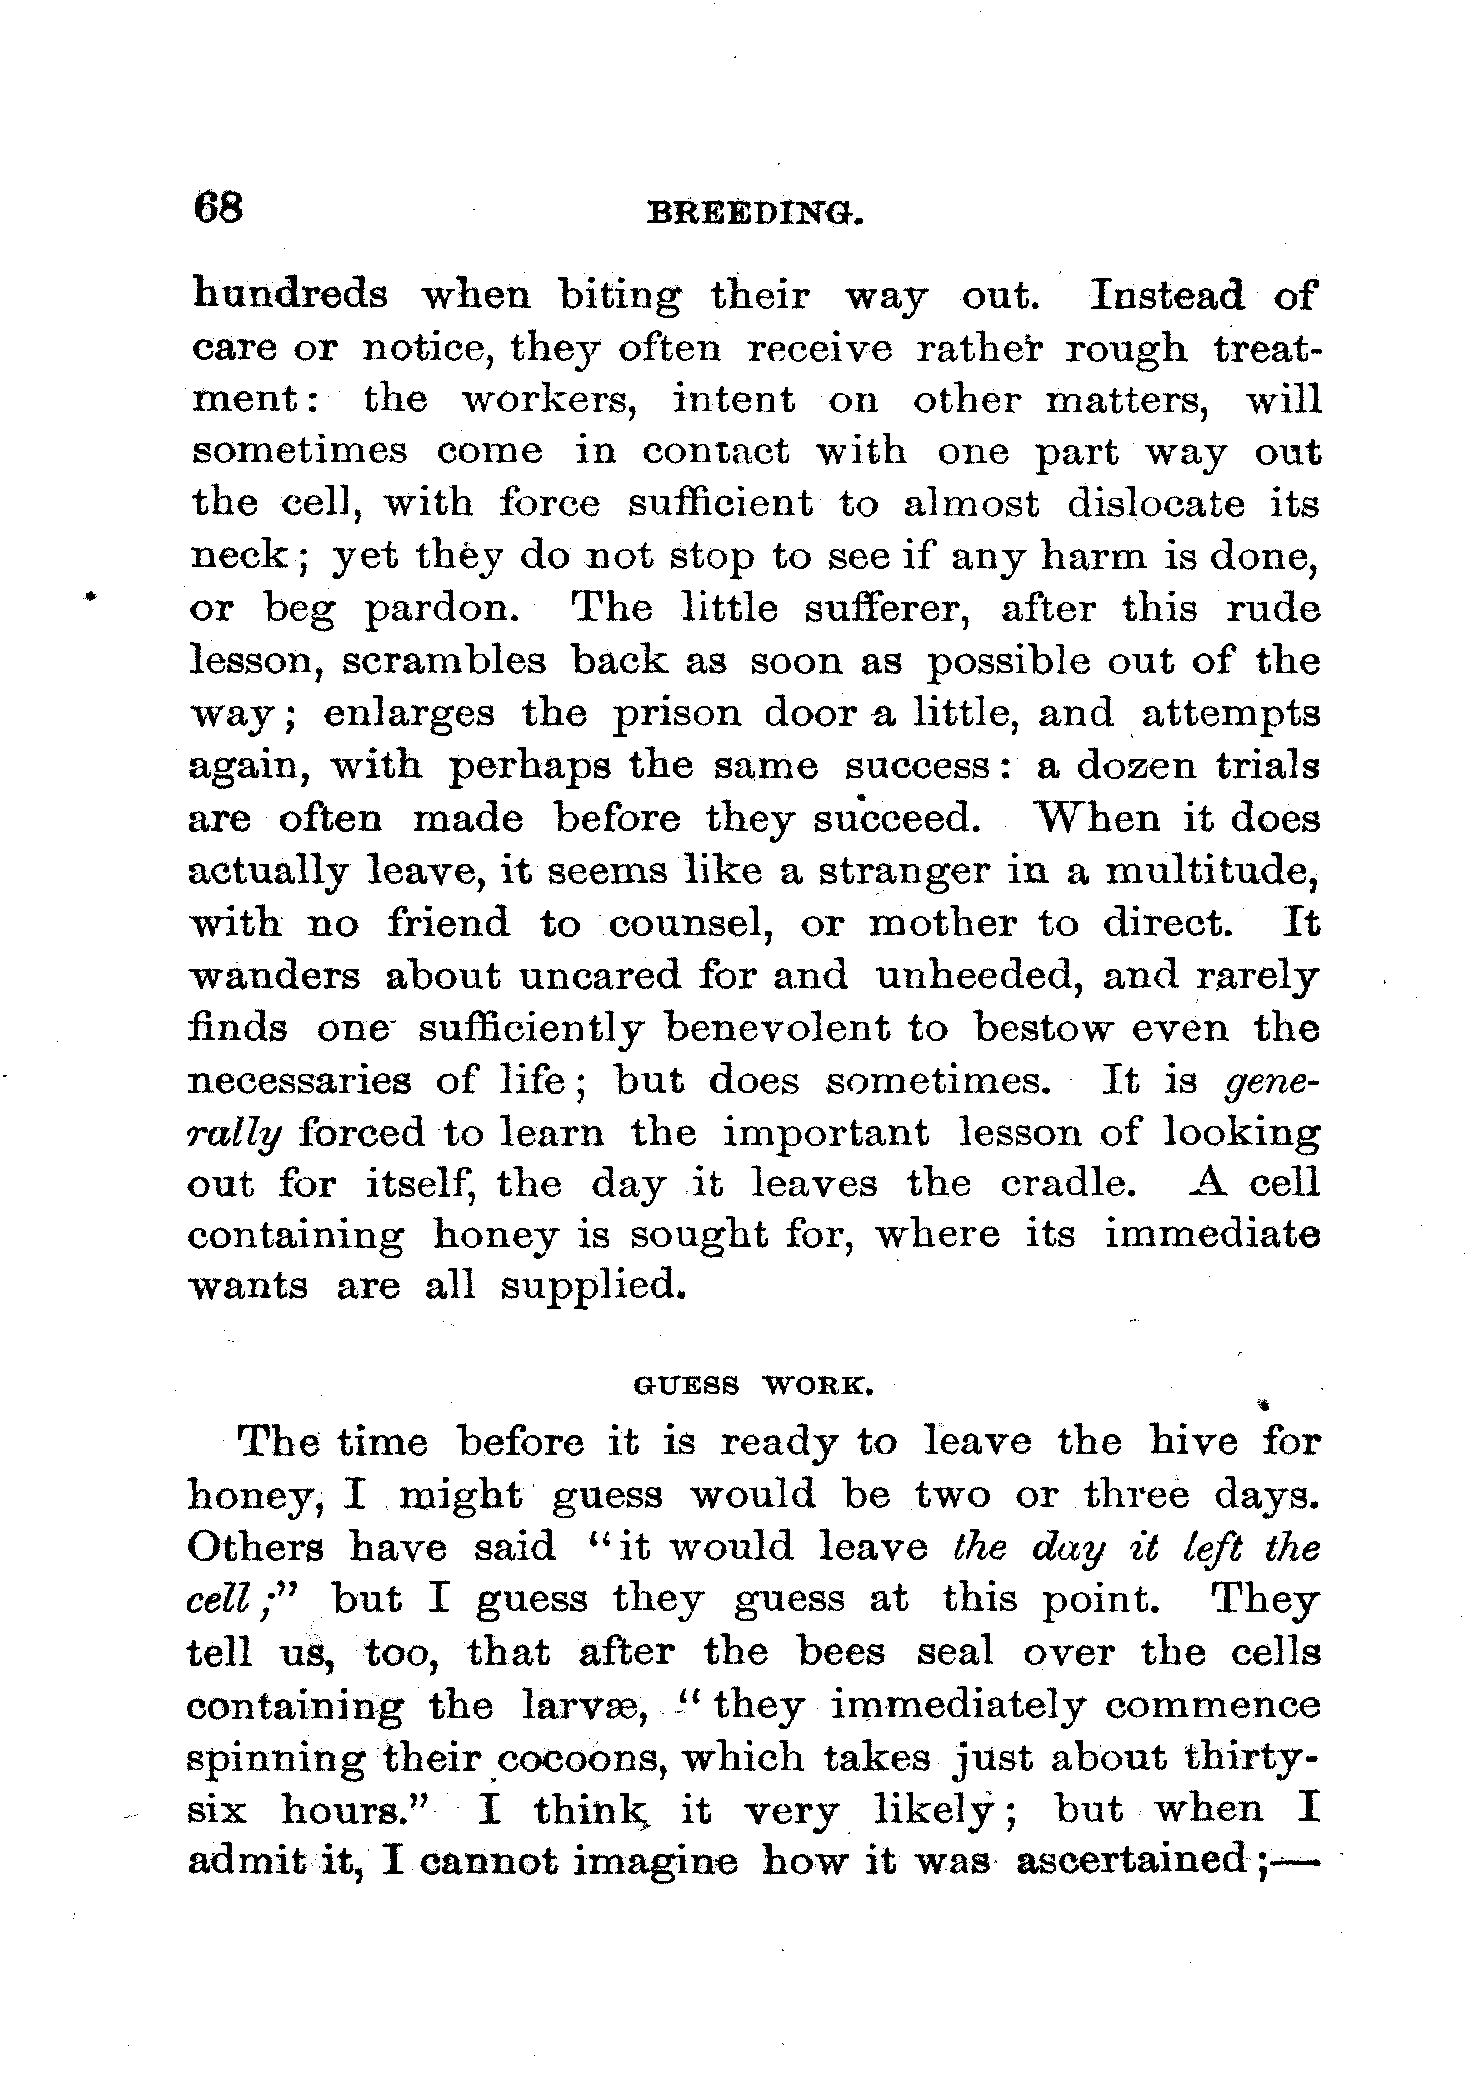 68 BREEDING.
hundreds when biting their way out. Instead of
care or notice, they often receive rather rough treat-
ment: the workers, intent on other matters, will
sometimes come in contact with one part way out
the cell, with force sufficient to almost dislocate its
neck; yet they do not stop to see if any harm is done,
or beg pardon. The little sufferer, after this rude
lesson, scrambles back as soon as possible out of the
way; enlarges the prison door a little, and attempts
again, with perhaps the same success: a dozen trials
are often made before they succeed. When it does
actually leave, it seems like a stranger in a multitude,
with no friend to counsel, or mother to direct. It
wanders about uncared for and unheeded, and rarely
finds one sufficiently benevolent to bestow even the
necessaries of life; but does sometimes. It is gene-
rally forced to learn the important lesson of looking
out for itself, the day it leaves the cradle. A cell
containing honey is sought for, where its immediate
wants are all supplied.
GUESS WORK.
The time before it is ready to leave the hive for
honey, I might guess would be two or three days.
Others have said "it would leave the day it left the
cell;" but I guess they guess at this point. They
tell us, too, that after the bees seal over the cells
containing the larvæ, "they immediately commence
spinning their cocoons, which takes just about thirty-
six hours." I think it very likely; but when I
admit it, I cannot imagine how it was ascertained;—